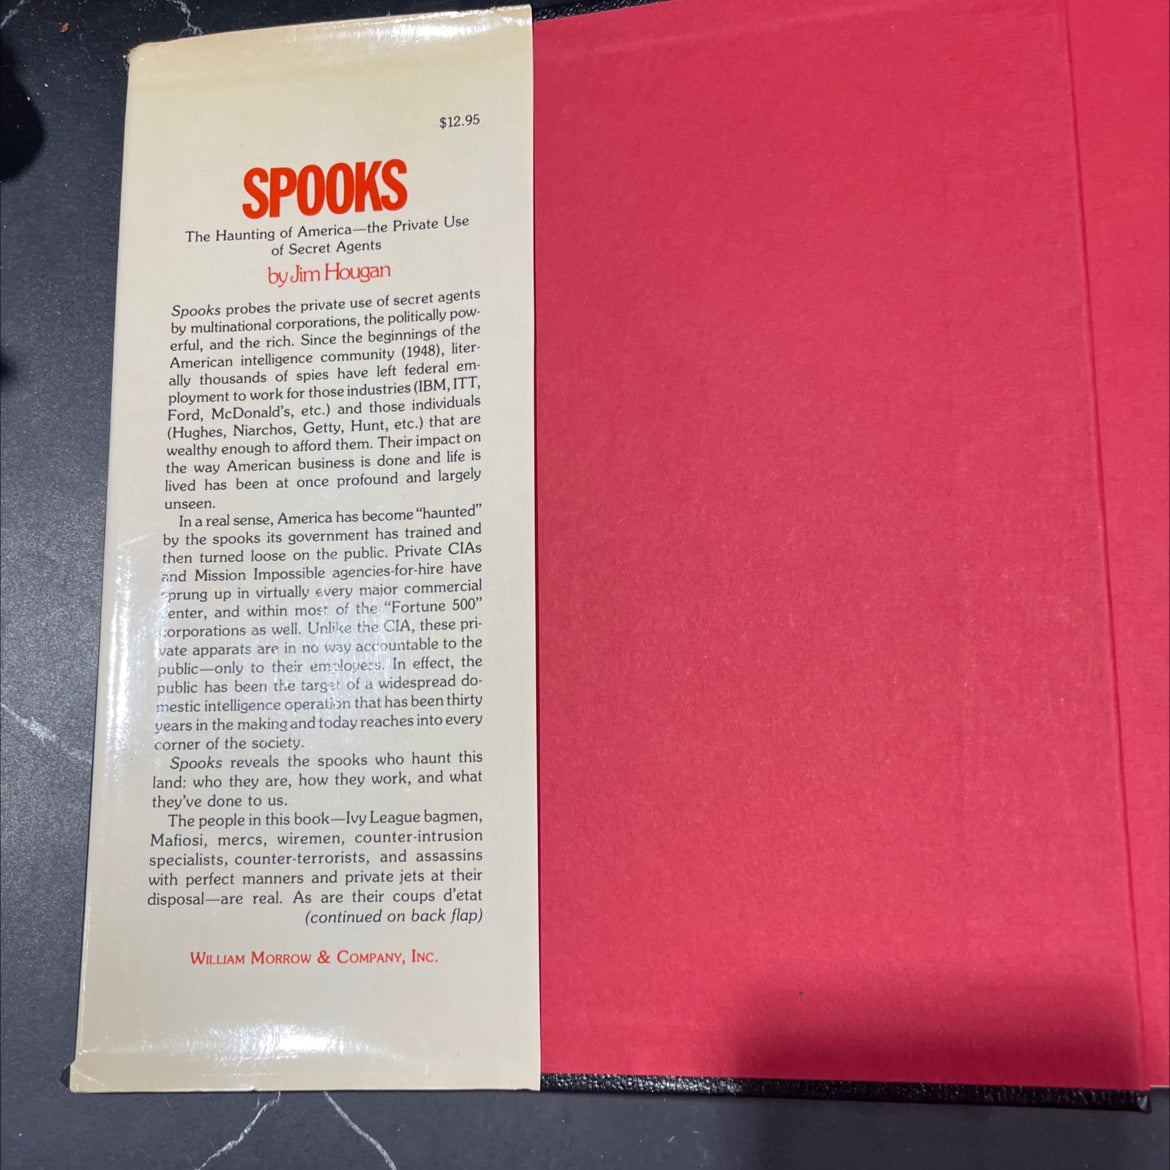 $12.95
SPOOKS
The Haunting of America—the Private Use
of Secret Agents
by Jim Hougan
Spooks probes the private use of secret agents
by multinational corporations, the politically pow-
erful, and the rich. Since the beginnings of the
American intelligence community (1948), liter-
ally thousands of spies have left federal em-
ployment to work for those industries (IBM, ITT,
Ford, McDonald's, etc.) and those individuals
(Hughes, Niarchos, Getty, Hunt, etc.) that are
wealthy enough to afford them. Their impact on
the way American business is done and life is
lived has been at once profound and largely
unseen.
In a real sense, America has become “haunted”
by the spooks its government has trained and
then turned loose on the public. Private CIAs
and Mission Impossible agencies-for-hire have
sprung up in virtually every major commercial
center, and within most of the “Fortune 500”
corporations as well. Unlike the CIA, these pri-
vate apparats are in no way accountable to the
public—only to their employers. In effect, the
public has been the target of a widespread do-
mestic intelligence operation that has been thirty
years in the making and today reaches into every
corner of the society.
Spooks reveals the spooks who haunt this
land: who they are, how they work, and what
they've done to us.
The people in this book—Ivy League bagmen,
Mafiosi, mercs, wiremen, counter-intrusion
specialists, counter-terrorists, and assassins
with perfect manners and private jets at their
disposal—are real. As are their coups d'etat
(continued on back flap)
WILLIAM MORROW & COMPANY, INC.